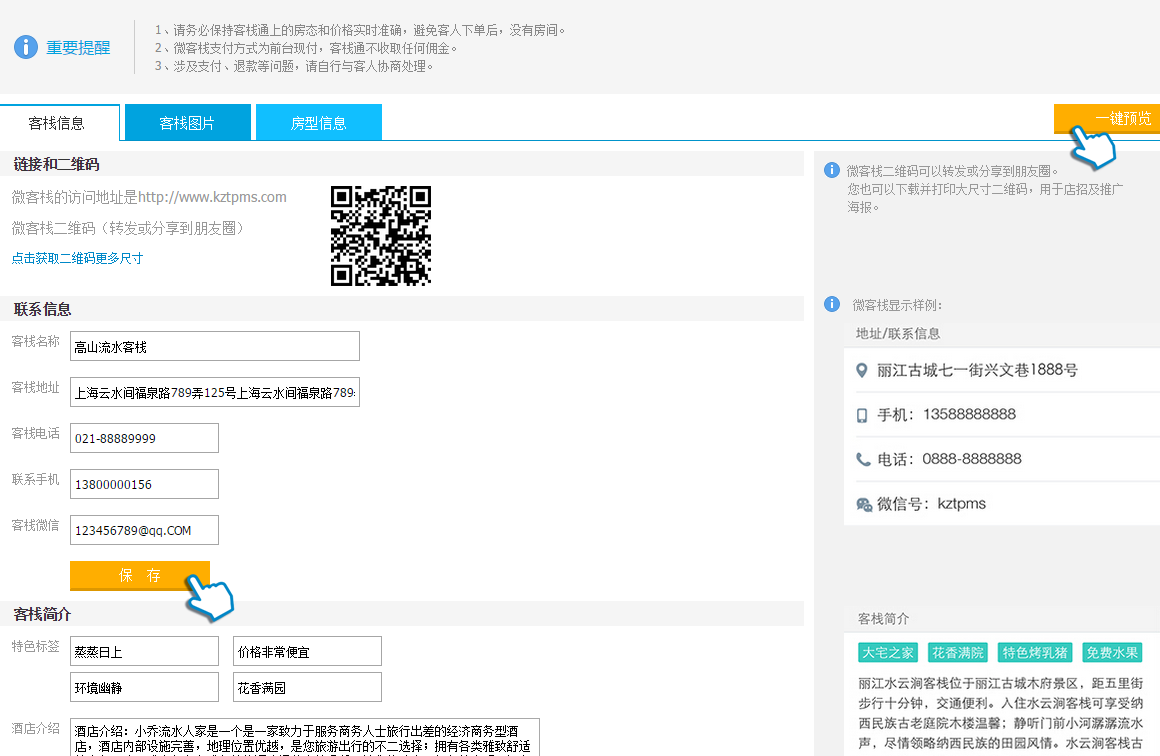 重要提醒
1、请务必保持客栈通上的房态和价格实时准确，避免客人下单后，没有房间。
2、微客栈支付方式为前台现付，客栈通不收取任何佣金。
3、涉及支付、退款等问题，请自行与客人协商处理。
客栈信息
客栈图片
房型信息
一键预览
链接和二维码
微客栈的访问地址是http://www.kztpms.com
微客栈二维码（转发或分享到朋友圈）
点击获取二维码更多尺寸
微客栈二维码可以转发或分享到朋友圈。
您也可以下载并打印大尺寸二维码，用于店招及推广
海报。
联系信息
客栈名称 高山流水客栈
客栈地址 上海云水间福泉路789弄125号上海云水间福泉路789
客栈电话 021-88889999
联系手机 13800000156
客栈微信 123456789@qq.COM
保 存
微客栈显示样例：
地址/联系信息
丽江古城七一街兴文巷1888号
手机：13588888888
电话：0888-8888888
微信号：kztpms
客栈简介
特色标签 蒸蒸日上 价格非常便宜
环境幽静 花香满园
酒店介绍 酒店介绍：小乔流水人家是一个是一家致力于服务商务人士旅行出差的经济商务型酒
店，酒店内部设施完善，地理位置优越，是您旅游出行的不二选择；拥有各类雅致舒适
客栈简介
大宅之家 花香满院 特色烤乳猪 免费水果
丽江水云涧客栈位于丽江古城木府景区，距五里街
步行十分钟，交通便利。入住水云涧客栈可享受纳
西民族古老庭院木楼温馨；静听门前小河潺潺流水
声，尽情领略纳西民族的田园风情。水云涧客栈古